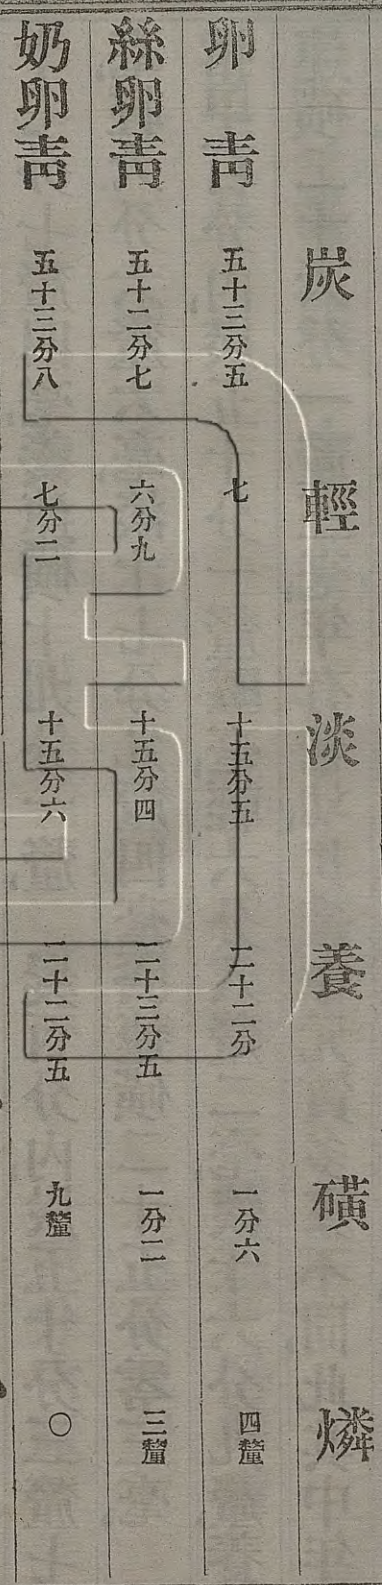 炭 輕 淡 養 磺 燐
卵青 五十三分五 七 十五分五 二十二分 一分六 四釐
絲卵青 五十二分七 六分九 十五分四 二十三分五 一分二 三釐
奶卵青 五十三分八 七分二 十五分六 二十二分五 九釐 〇